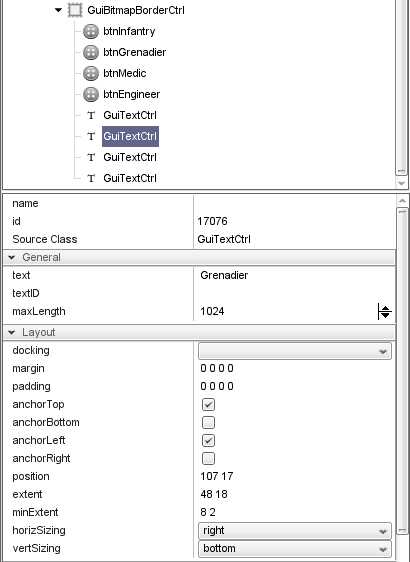 GuiBitmapBorderCtrl
btnInfantry
btnGrenadier
btnMedic
btnEngineer
T GuiTextCtrl
T GuiTextCtrl
T GuiTextCtrl
T GuiTextCtrl
name
id 17076
Source Class GuiTextCtrl
General
text Grenadier
textID
maxLength 1024
Layout
docking
margin 0 0 0 0
padding 0 0 0 0
anchorTop
anchorBottom
anchorLeft
anchorRight
position 107 17
extent 48 18
minExtent 8 2
horizSizing right
vertSizing bottom